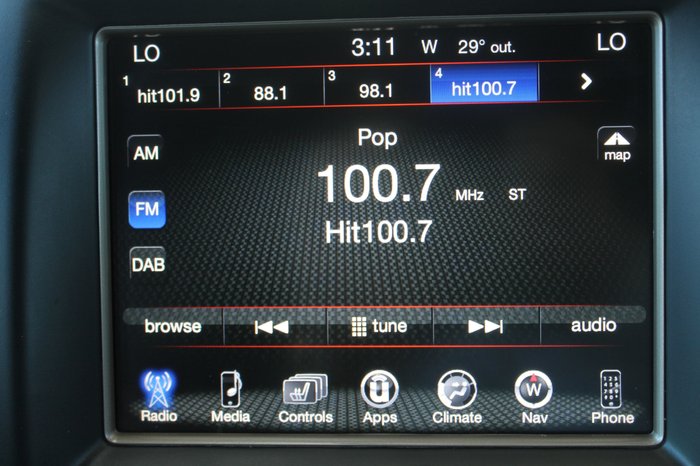 LO 3:11 W 29° out. LO
1 hit101.9 2 88.1 3 98.1 4 hit100.7
Pop
AM
map
100.7 MHz ST
FM
Hit100.7
DAB
browse tune audio
W
Radio Media Controls Apps Climate Nav Phone